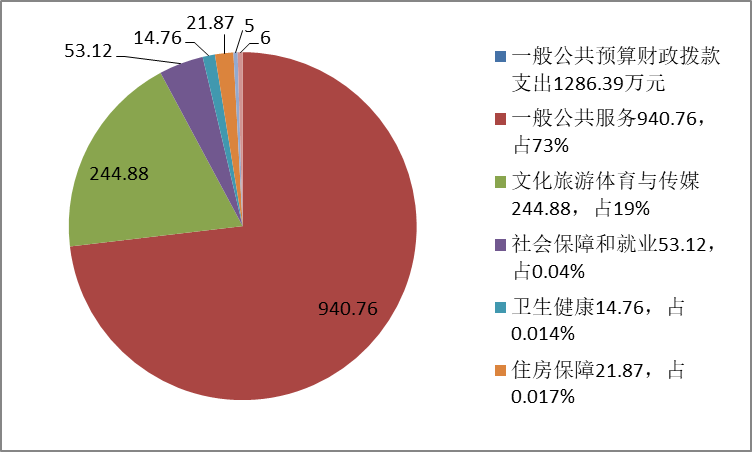 21.87
5
14.76
6
53.12
244.88
940.76
一般公共预算财政拨款
支出1286.39万元
一般公共服务940.76，
占73%
文化旅游体育与传媒
244.88，占19%
社会保障和就业53.12，
占0.04%
卫生健康14.76，占
0.014%
住房保障21.87，占
0.017%